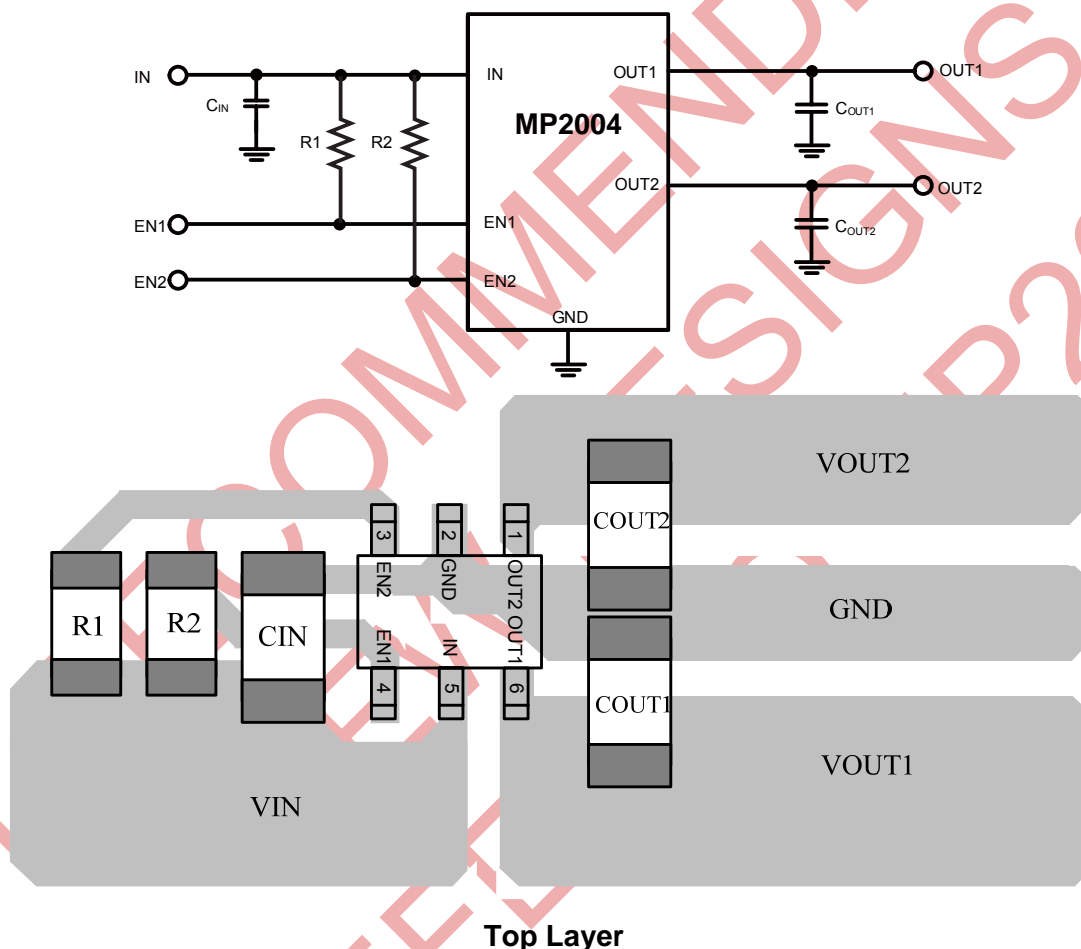 IN
IN
OUT1
OUT1
CIN
COUT1
R1
R2
MP2004
OUT2
OUT2
COUT2
EN1
EN1
EN2
EN2
GND
VOUT2
COUT2
3
2
1
EN2
GND
OUT2
R1
R2
CIN
GND
EN1
IN
OUT1
4
5
6
COUT1
VOUT1
VIN
Top Layer